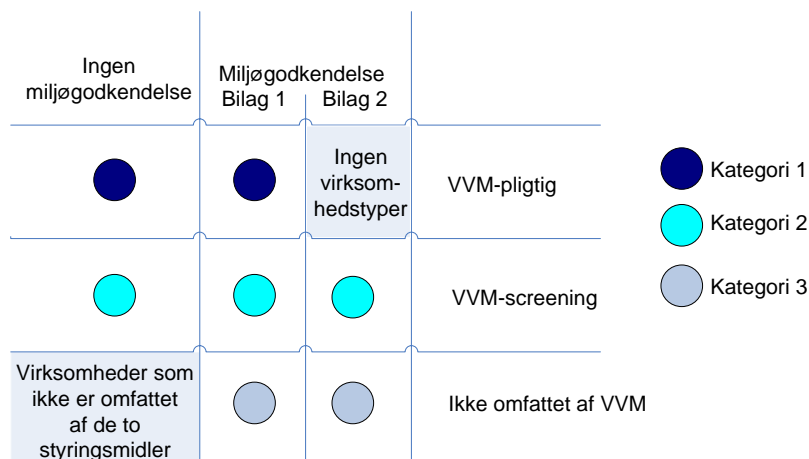 Ingen
miljøgodkendelse
Miljøgodkendelse
Bilag 1 Bilag 2
Ingen
virksom-
hedstyper
VVM-pligtig
VVM-screening
Virksomheder som
ikke er omfattet
af de to
styringsmidler
Ikke omfattet af VVM
Kategori 1
Kategori 2
Kategori 3